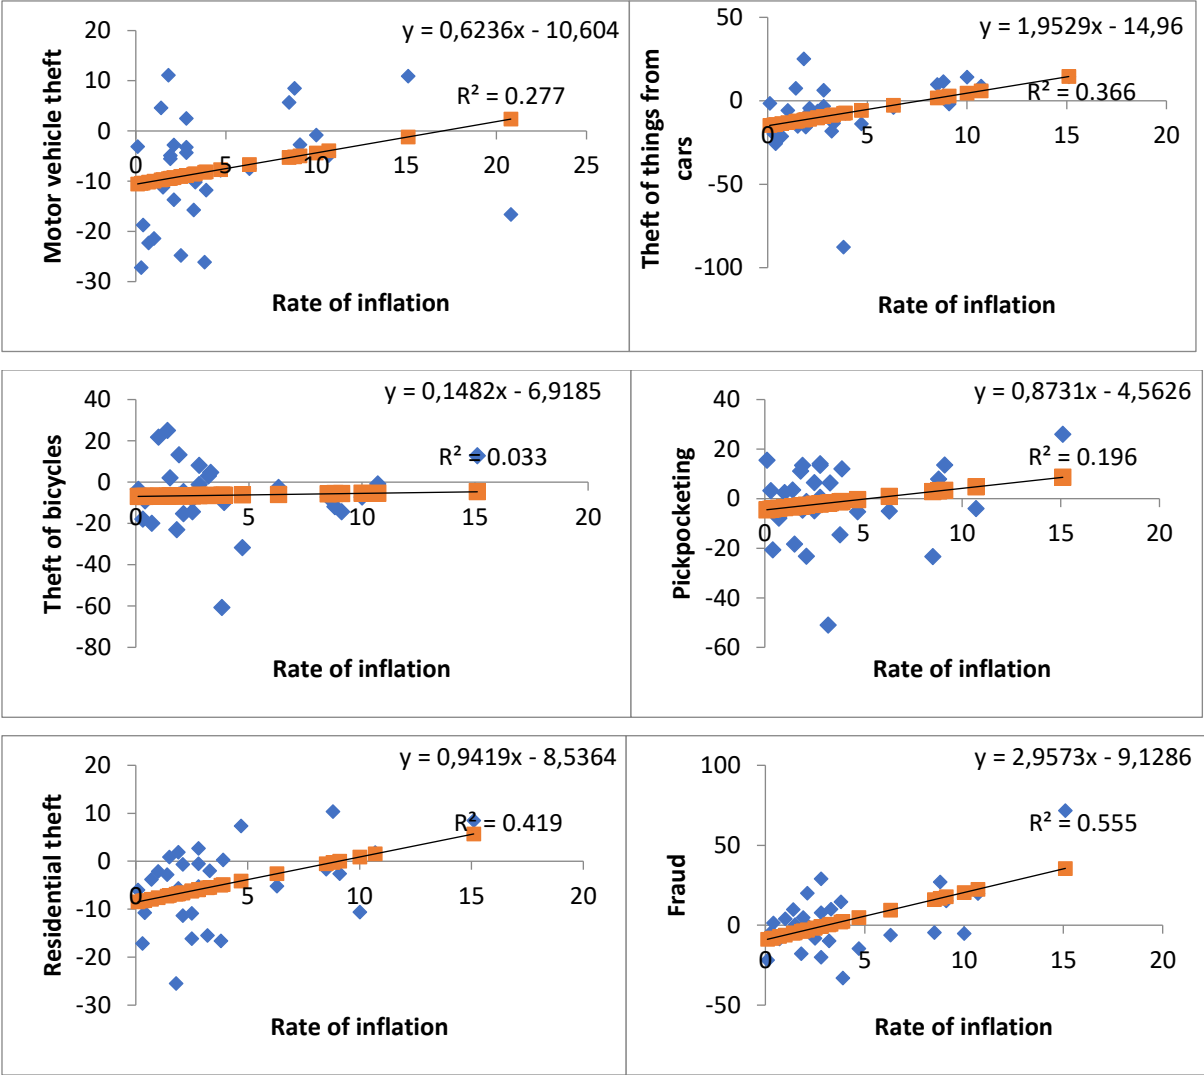 y = 0,6236x - 10,604
R² = 0.277
20
10
0
-10
-20
-30
0 5 10 15 20 25
Motor vehicle theft
Rate of inflation
y = 1,9529x - 14,96
R² = 0.366
50
0
-50
-100
0 5 10 15 20
Theft of things from
cars
Rate of inflation
y = 0,1482x - 6,9185
R² = 0.033
40
20
0
-20
-40
-60
-80
0 5 10 15 20
Theft of bicycles
Rate of inflation
y = 0,8731x - 4,5626
R² = 0.196
40
20
0
-20
-40
-60
0 5 10 15 20
Pickpocketing
Rate of inflation
y = 0,9419x - 8,5364
R² = 0.419
20
10
0
-10
-20
-30
0 5 10 15 20
Residential theft
Rate of inflation
y = 2,9573x - 9,1286
R² = 0.555
100
50
0
-50
0 5 10 15 20
Fraud
Rate of inflation